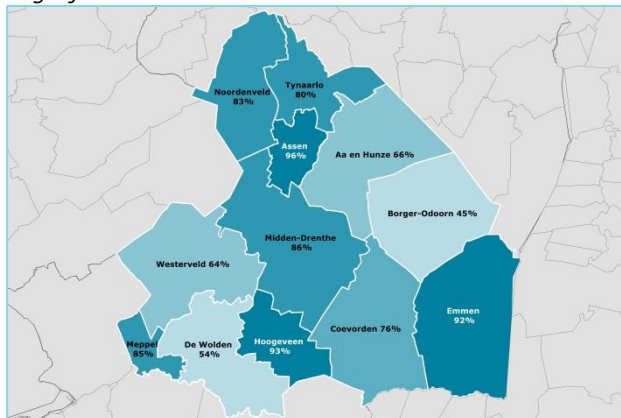 Noordenveld
83%
Tynaarlo
80%
Assen
96%
Aa en Hunze 66%
Borger-Odoorn 45%
Midden-Drenthe
86%
Westerveld 64%
Emmen
92%
Coevorden 76%
Hoogeveen
93%
Meppel
85%
De Wolden
54%